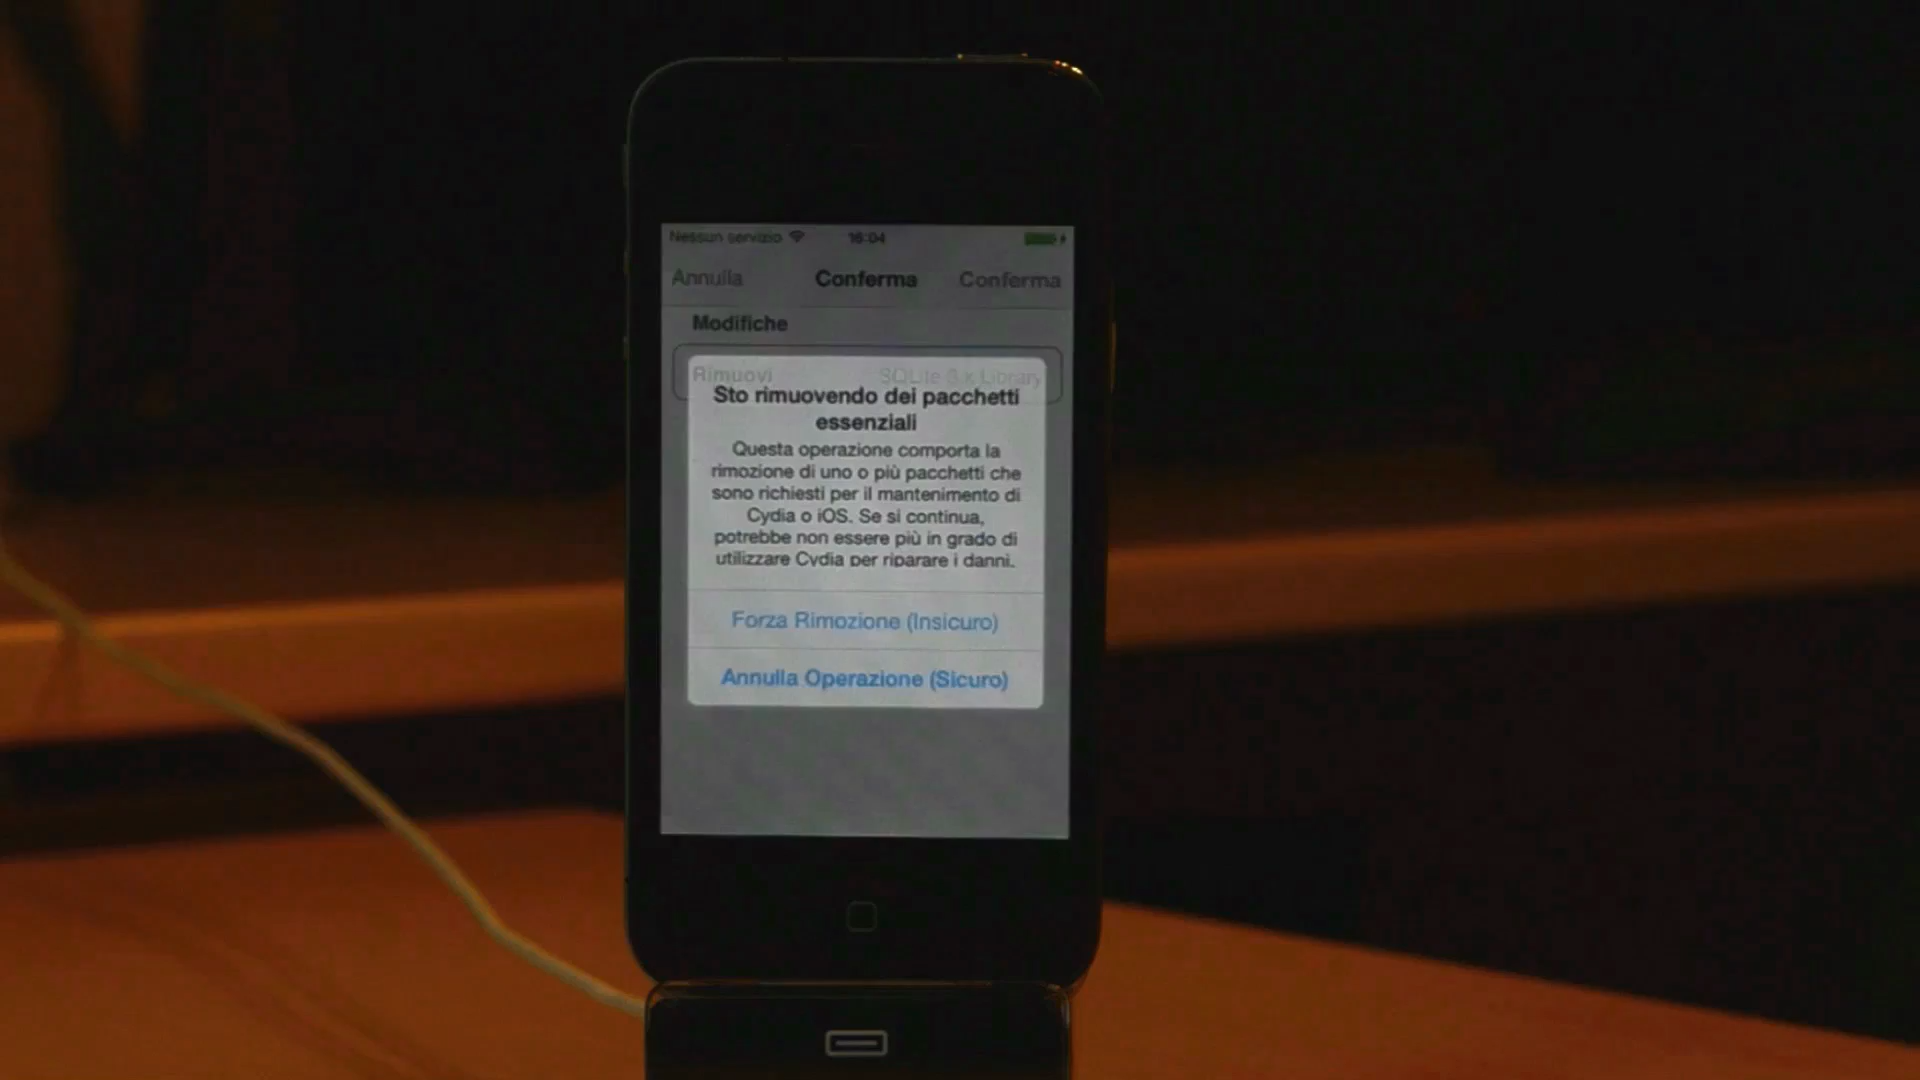 Nessun servizio 16:04
Annulla Conferma Conferma
Modifiche
Rimuovi SQLite 3.x Library
Sto rimuovendo dei pacchetti
essenziali
Questa operazione comporta la
rimozione di uno o più pacchetti che
sono richiesti per il mantenimento di
Cydia o iOS. Se si continua,
potrebbe non essere più in grado di
utilizzare Cydia per riparare i danni.
Forza Rimozione (Insicuro)
Annulla Operazione (Sicuro)